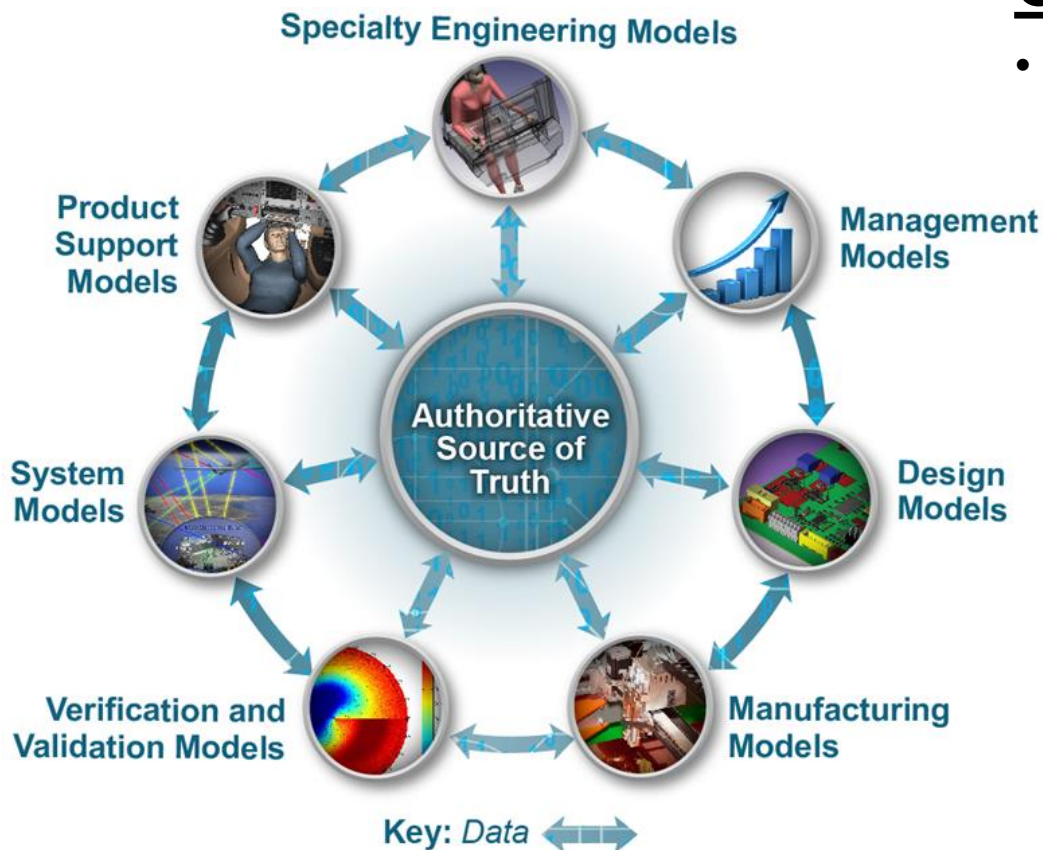 Specialty Engineering Models
•
Product
Support
Models
Management
Models
Authoritative
Source of
Truth
System
Models
Design
Models
Verification and
Validation Models
Manufacturing
Models
Key: Data